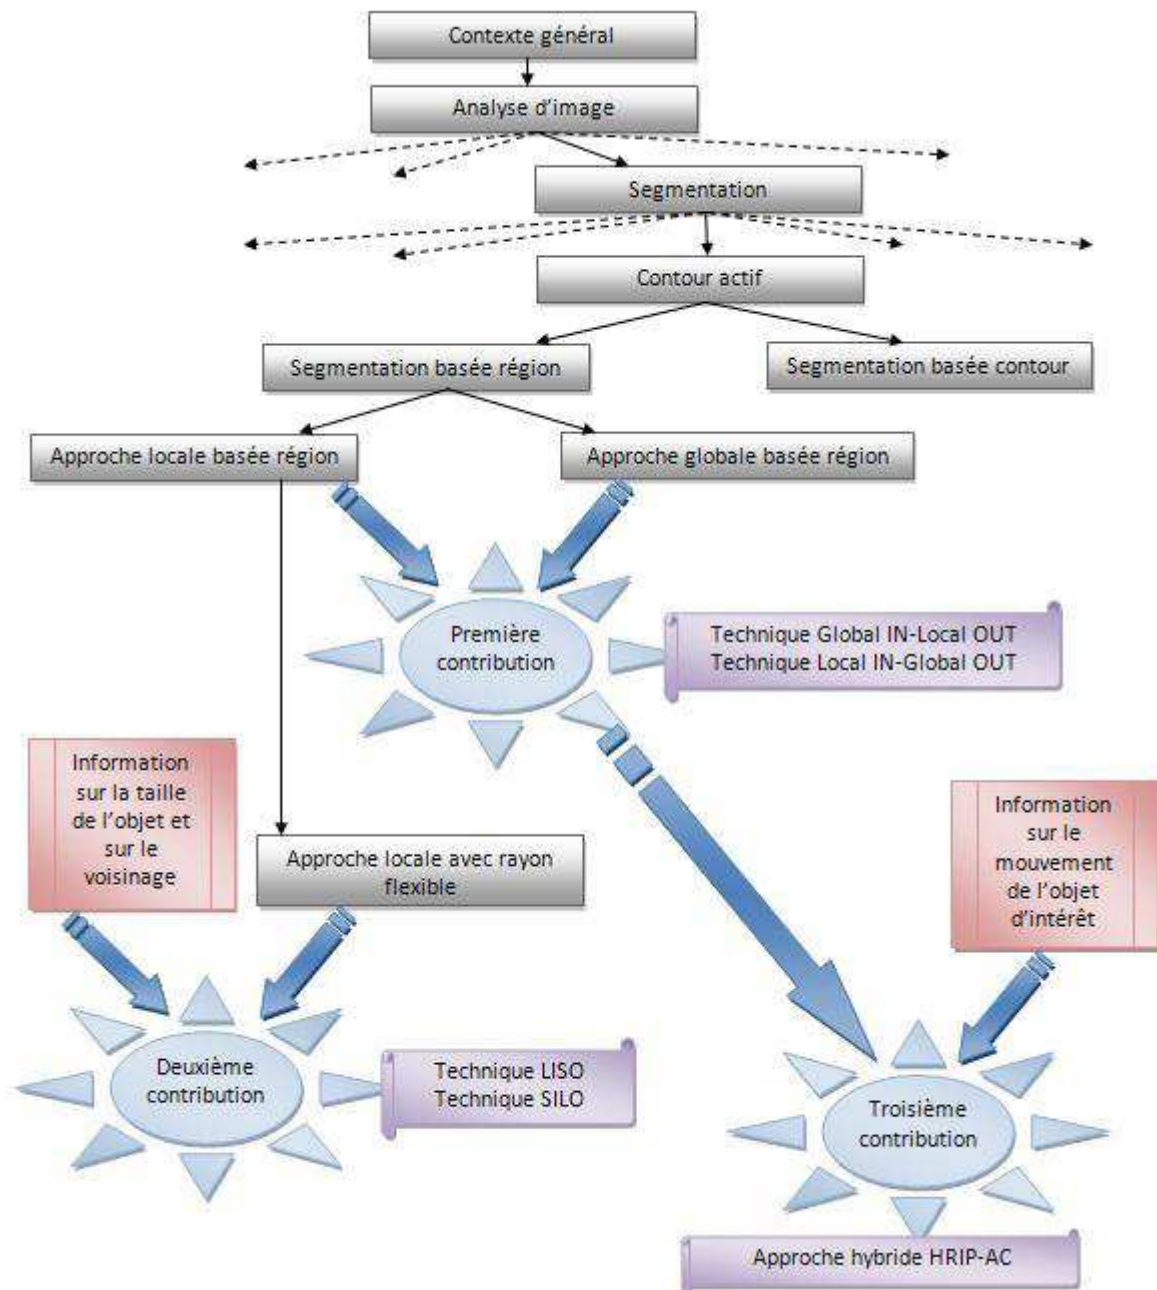 Contexte général
Analyse d'image
Segmentation
Contour actif
Segmentation basée région
Segmentation basée contour
Approche locale basée région
Approche globale basée région
Première
contribution
Technique Global IN-Local OUT
Technique Local IN-Global OUT
Information
sur la taille
de l'objet et
sur le
voisinage
Approche locale avec rayon
flexible
Information
sur le
mouvement
de l'objet
d'intérêt
Deuxième
contribution
Technique LISO
Technique SILO
Troisième
contribution
Approche hybride HRIP-AC